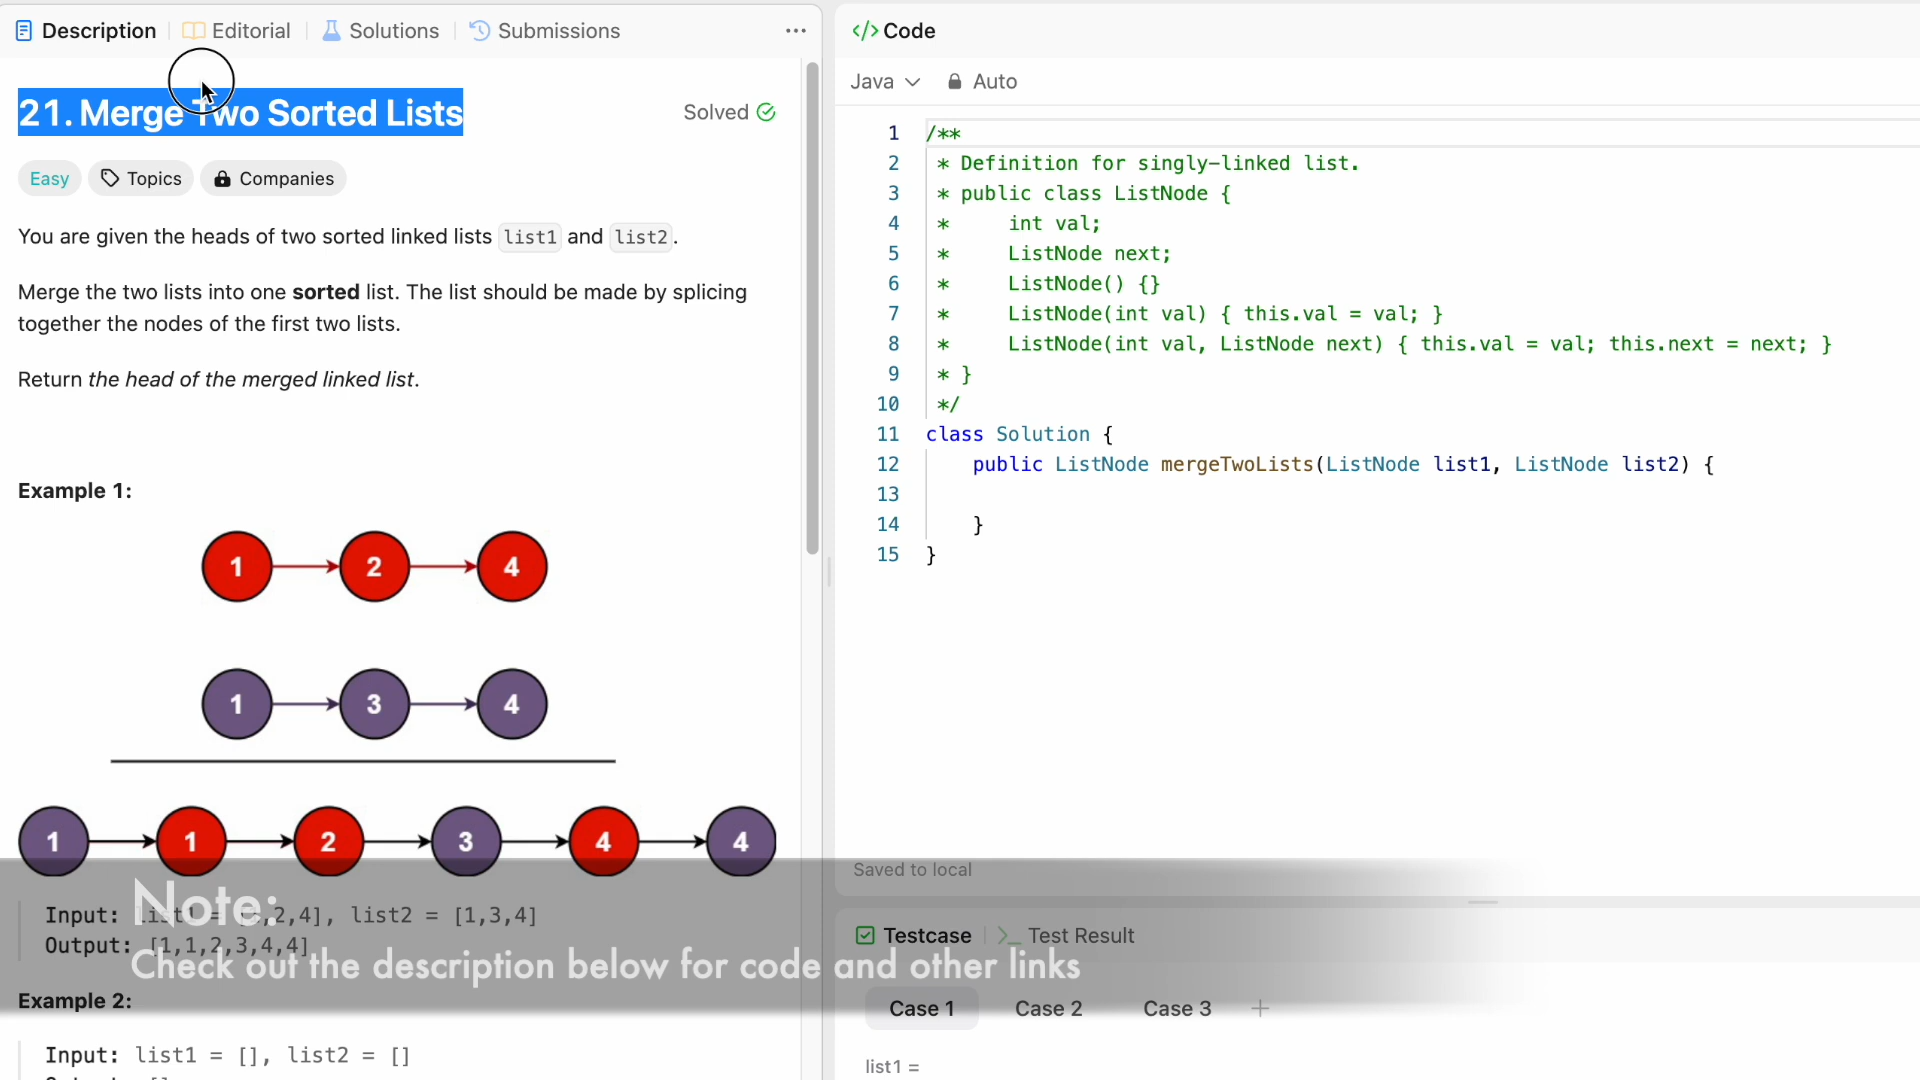 Description Editorial Solutions Submissions
21. Merge Two Sorted Lists Solved
Easy Topics Companies
You are given the heads of two sorted linked lists list1 and list2.
Merge the two lists into one sorted list. The list should be made by splicing
together the nodes of the first two lists.
Return the head of the merged linked list.
Example 1:
1 2 4
1 3 4
1 1 2 3 4 4
Input: list1 = [1,2,4], list2 = [1,3,4]
Output: [1,1,2,3,4,4]
Example 2:
Input: list1 = [], list2 = []
Note:
Check out the description below for code and other links
</> Code
Java Auto
1 /**
2 * Definition for singly-linked list.
3 * public class ListNode {
4 * int val;
5 * ListNode next;
6 * ListNode() {}
7 * ListNode(int val) { this.val = val; }
8 * ListNode(int val, ListNode next) { this.val = val; this.next = next; }
9 * }
10 */
11 class Solution {
12 public ListNode mergeTwoLists(ListNode list1, ListNode list2) {
13
14 }
15 }
Saved to local
Testcase >_ Test Result
Case 1 Case 2 Case 3 +
list1 =